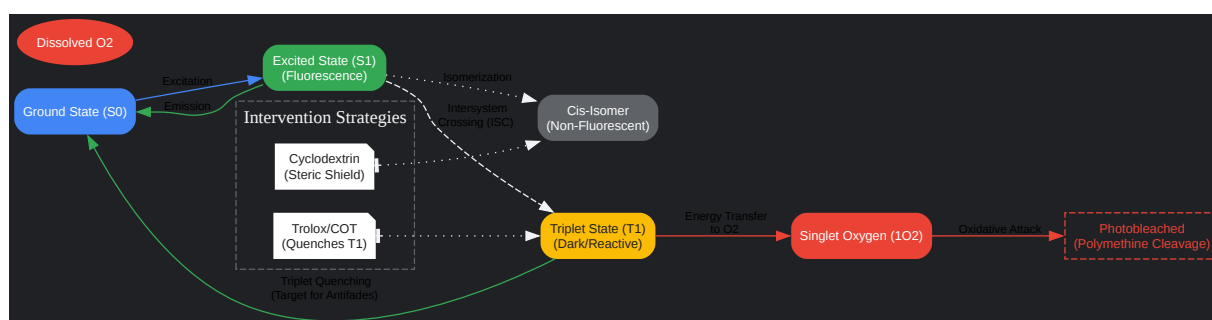 Dissolved O2
Ground State (S0)
Excitation
Emission
Excited State (S1)
(Fluorescence)
Isomerization
Intersystem
Crossing (ISC)
Cis-Isomer
(Non-Fluorescent)
Intervention Strategies
Cyclodextrin
(Steric Shield)
Trolox/COT
(Quenches T1)
Triplet Quenching
(Target for Antifades)
Triplet State (T1)
(Dark/Reactive)
Energy Transfer
to O2
Singlet Oxygen (1O2)
Oxidative Attack
Photobleached
(Polymethine Cleavage)